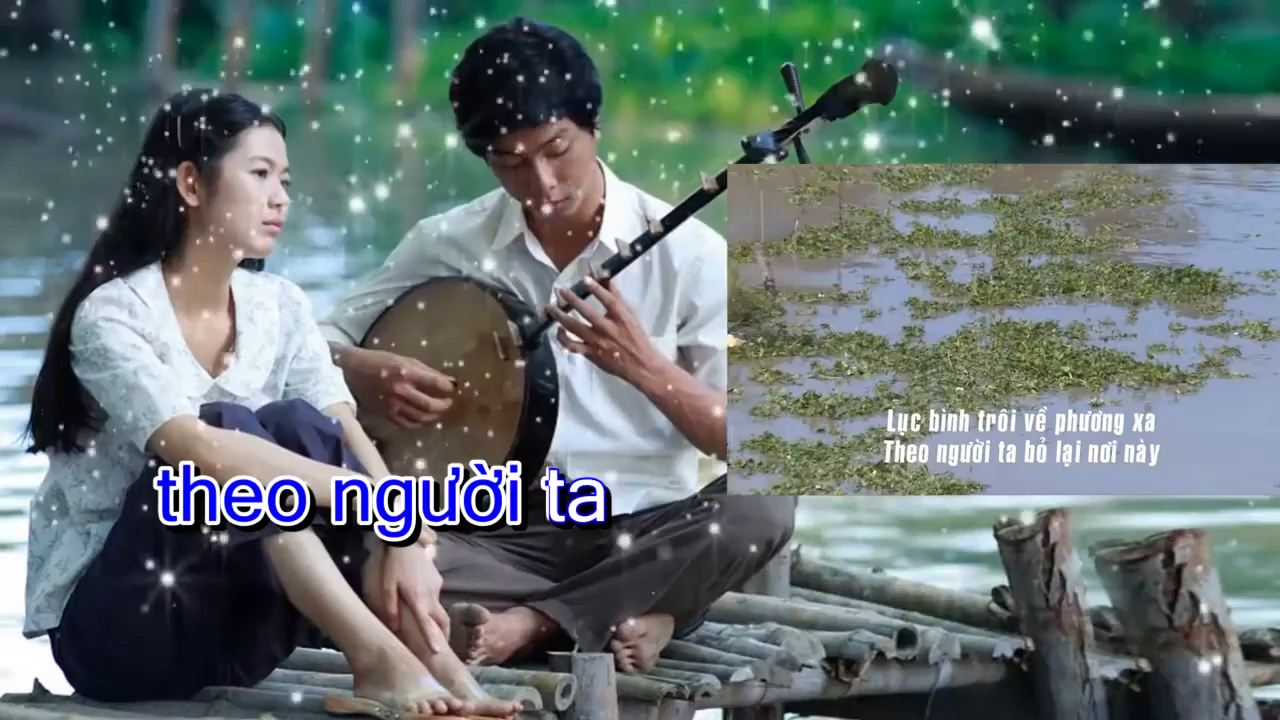 Lục bình trôi về phương xa
Theo người ta bỏ lại nơi này
theo người ta